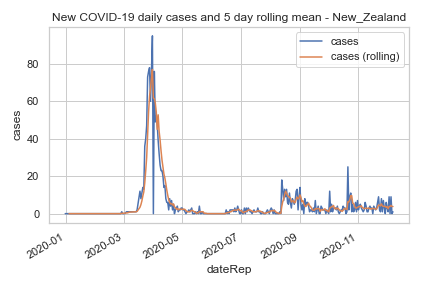 New COVID-19 daily cases and 5 day rolling mean - New_Zealand
cases
cases (rolling)
cases
80
60
40
20
0
2020-01
2020-03
2020-05
2020-07
2020-09
2020-11
dateRep